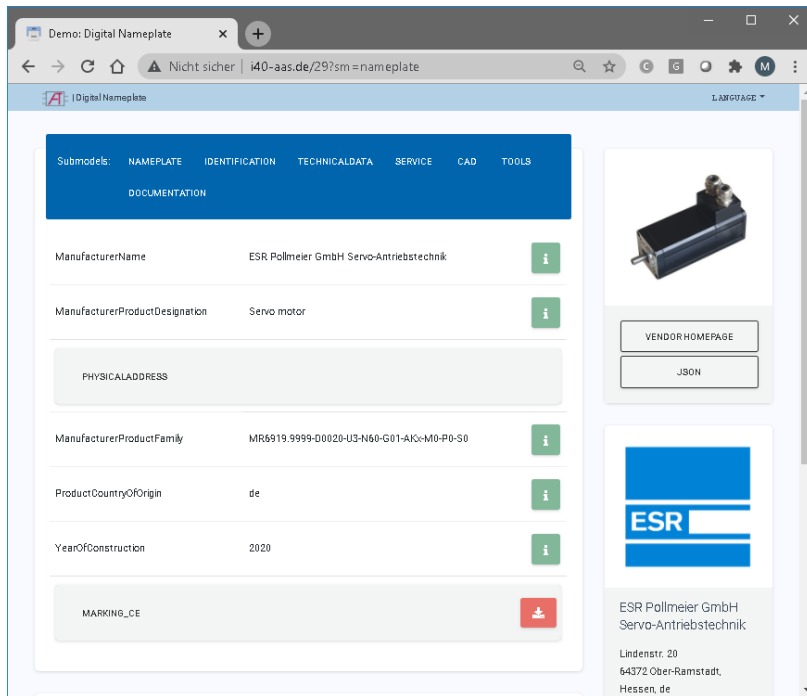 Demo: Digital Nameplate
Nicht sicher | i40-aas.de/29?sm=nameplate
G
G
M
| Digital Nameplate
LANGUAGE
Submodels: NAMEPLATE IDENTIFICATION TECHNICALDATA SERVICE CAD TOOLS
DOCUMENTATION
ManufacturerName ESR Pollmeier GmbH Servo-Antriebstechnik
ManufacturerProductDesignation Servo motor
PHYSICALADDRESS
ManufacturerProductFamily MR6919.9999-D0020-U3-N60-G01-AKx-M0-P0-S0
ProductCountryOfOrigin de
YearOfConstruction 2020
MARKING_CE
VENDOR HOMEPAGE
JSON
ESR
ESR Pollmeier GmbH
Servo-Antriebstechnik
Lindenstr. 20
64372 Ober-Ramstadt,
Hessen, de